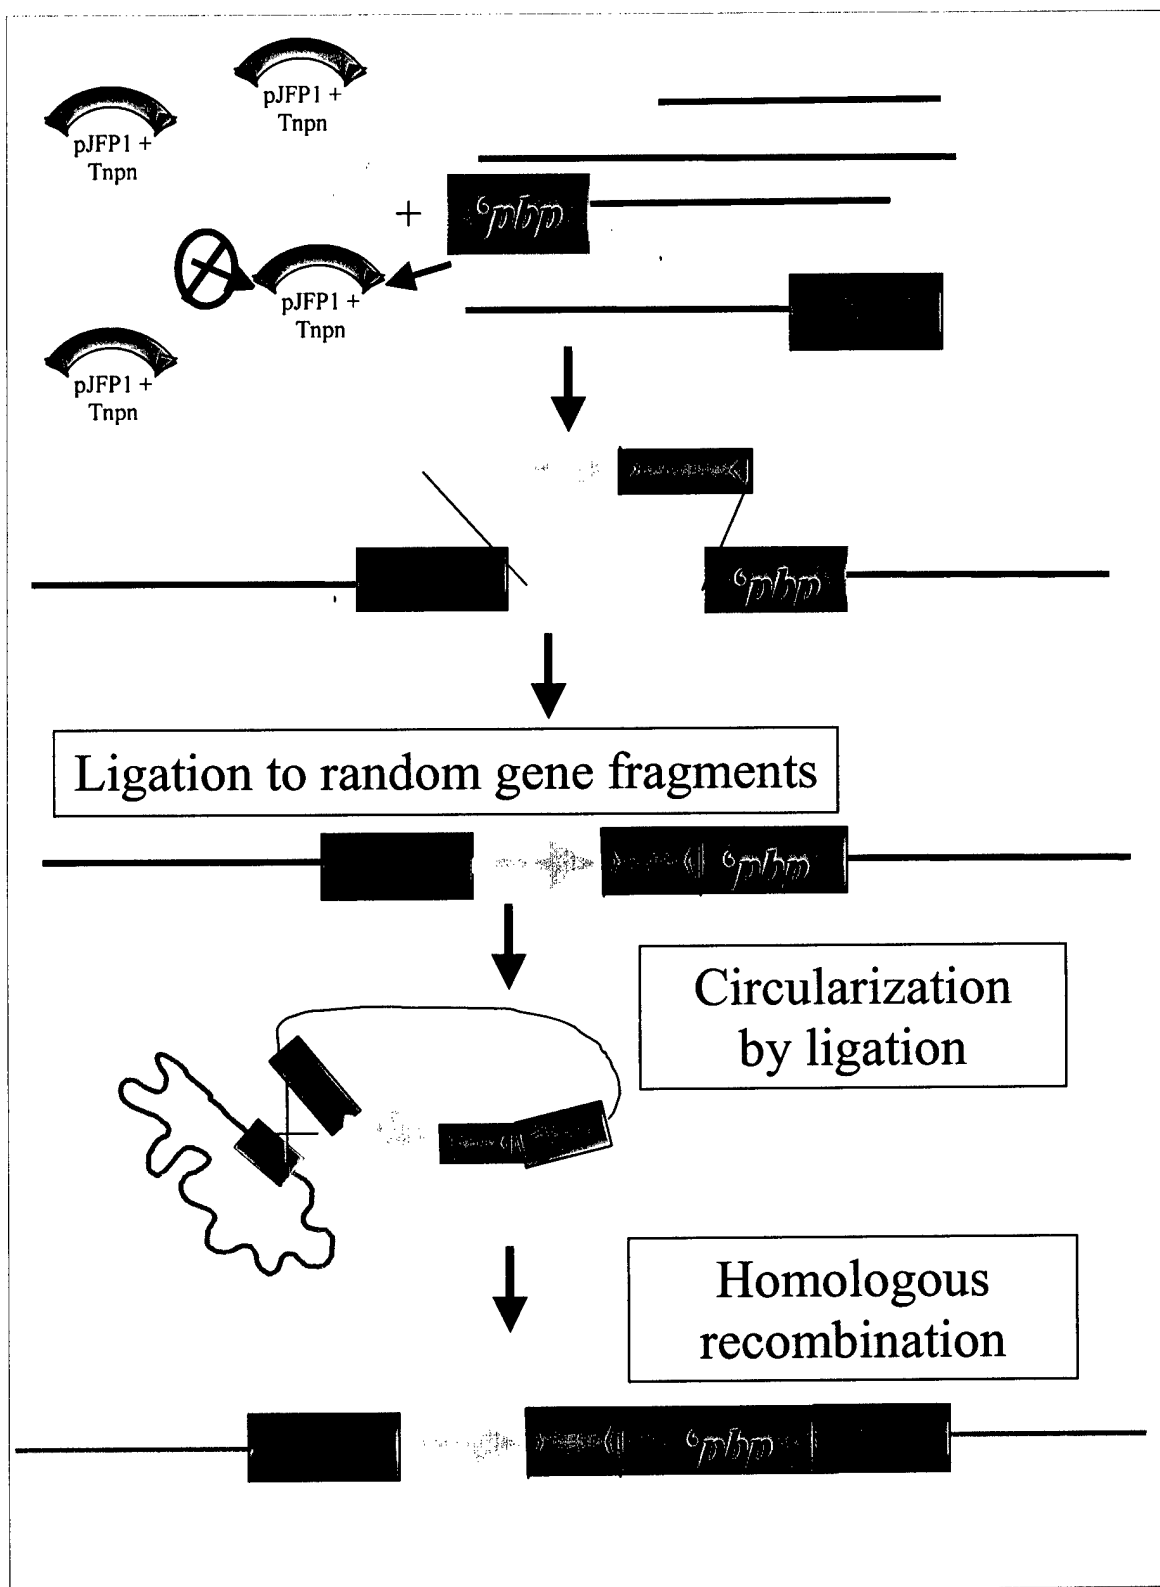 pJFP1 +
Tnpn
pJFP1 +
Tnpn
+
pJFP1 +
Tnpn
pJFP1 +
Tnpn
Ligation to random gene fragments
Circularization
by ligation
Homologous
recombination